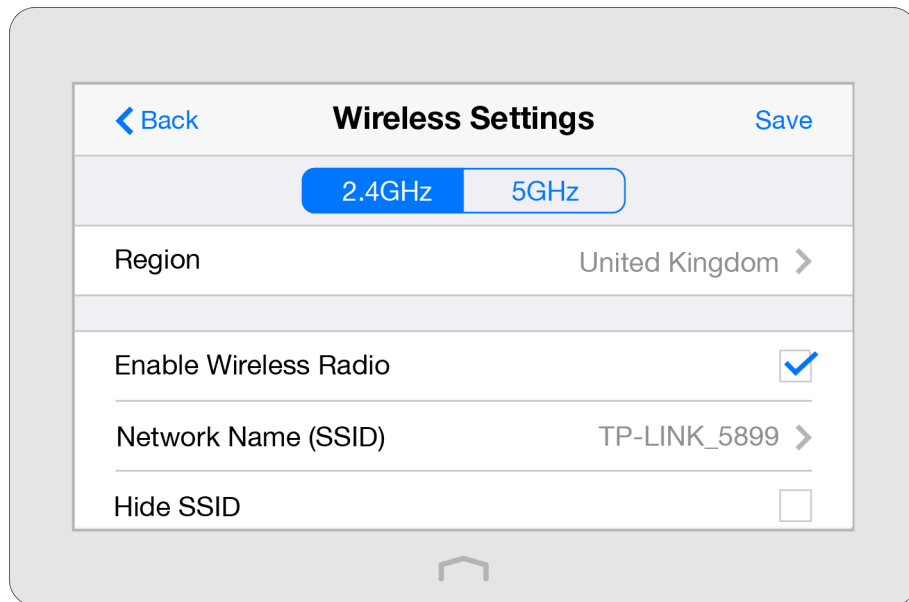 Back Wireless Settings Save
2.4GHz 5GHz
Region United Kingdom
Enable Wireless Radio
Network Name (SSID) TP-LINK_5899
Hide SSID